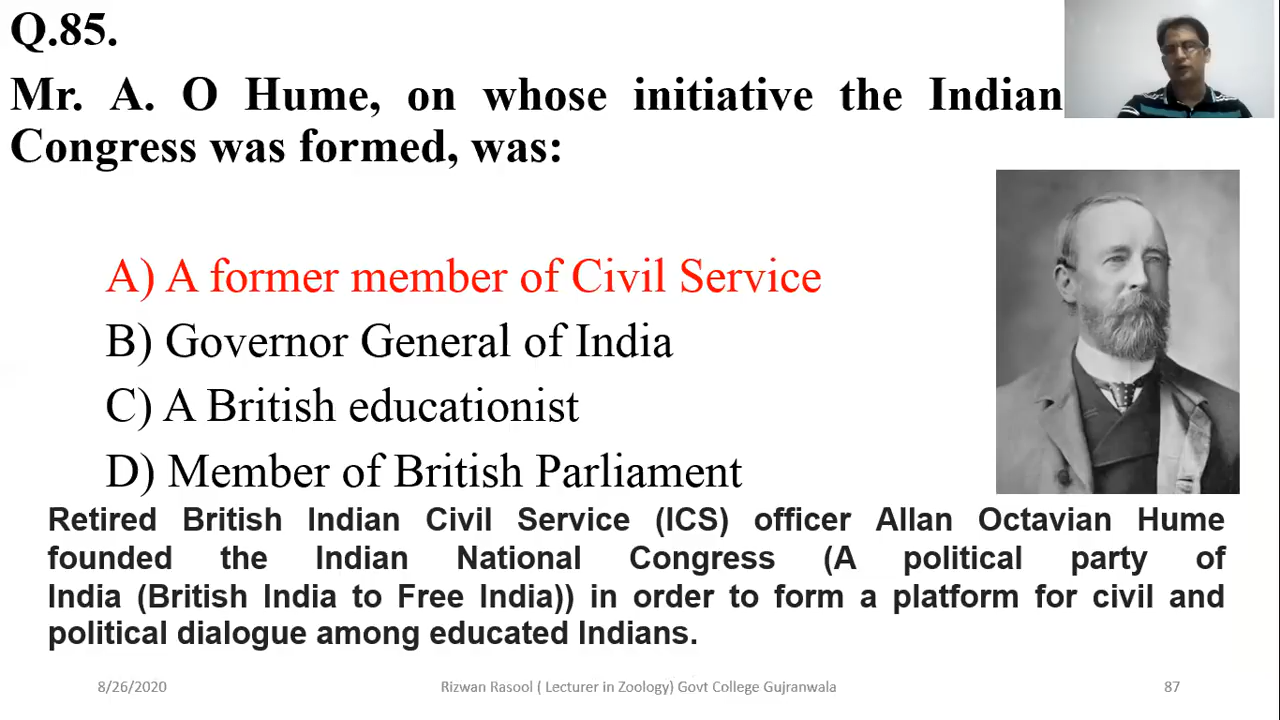 Q.85.
Mr. A. O Hume, on whose initiative the Indian
Congress was formed, was:
A) A former member of Civil Service
B) Governor General of India
C) A British educationist
D) Member of British Parliament
Retired British Indian Civil Service (ICS) officer Allan Octavian Hume
founded the Indian National Congress (A political party of
India (British India to Free India)) in order to form a platform for civil and
political dialogue among educated Indians.
8/26/2020 Rizwan Rasool ( Lecturer in Zoology) Govt College Gujranwala 87